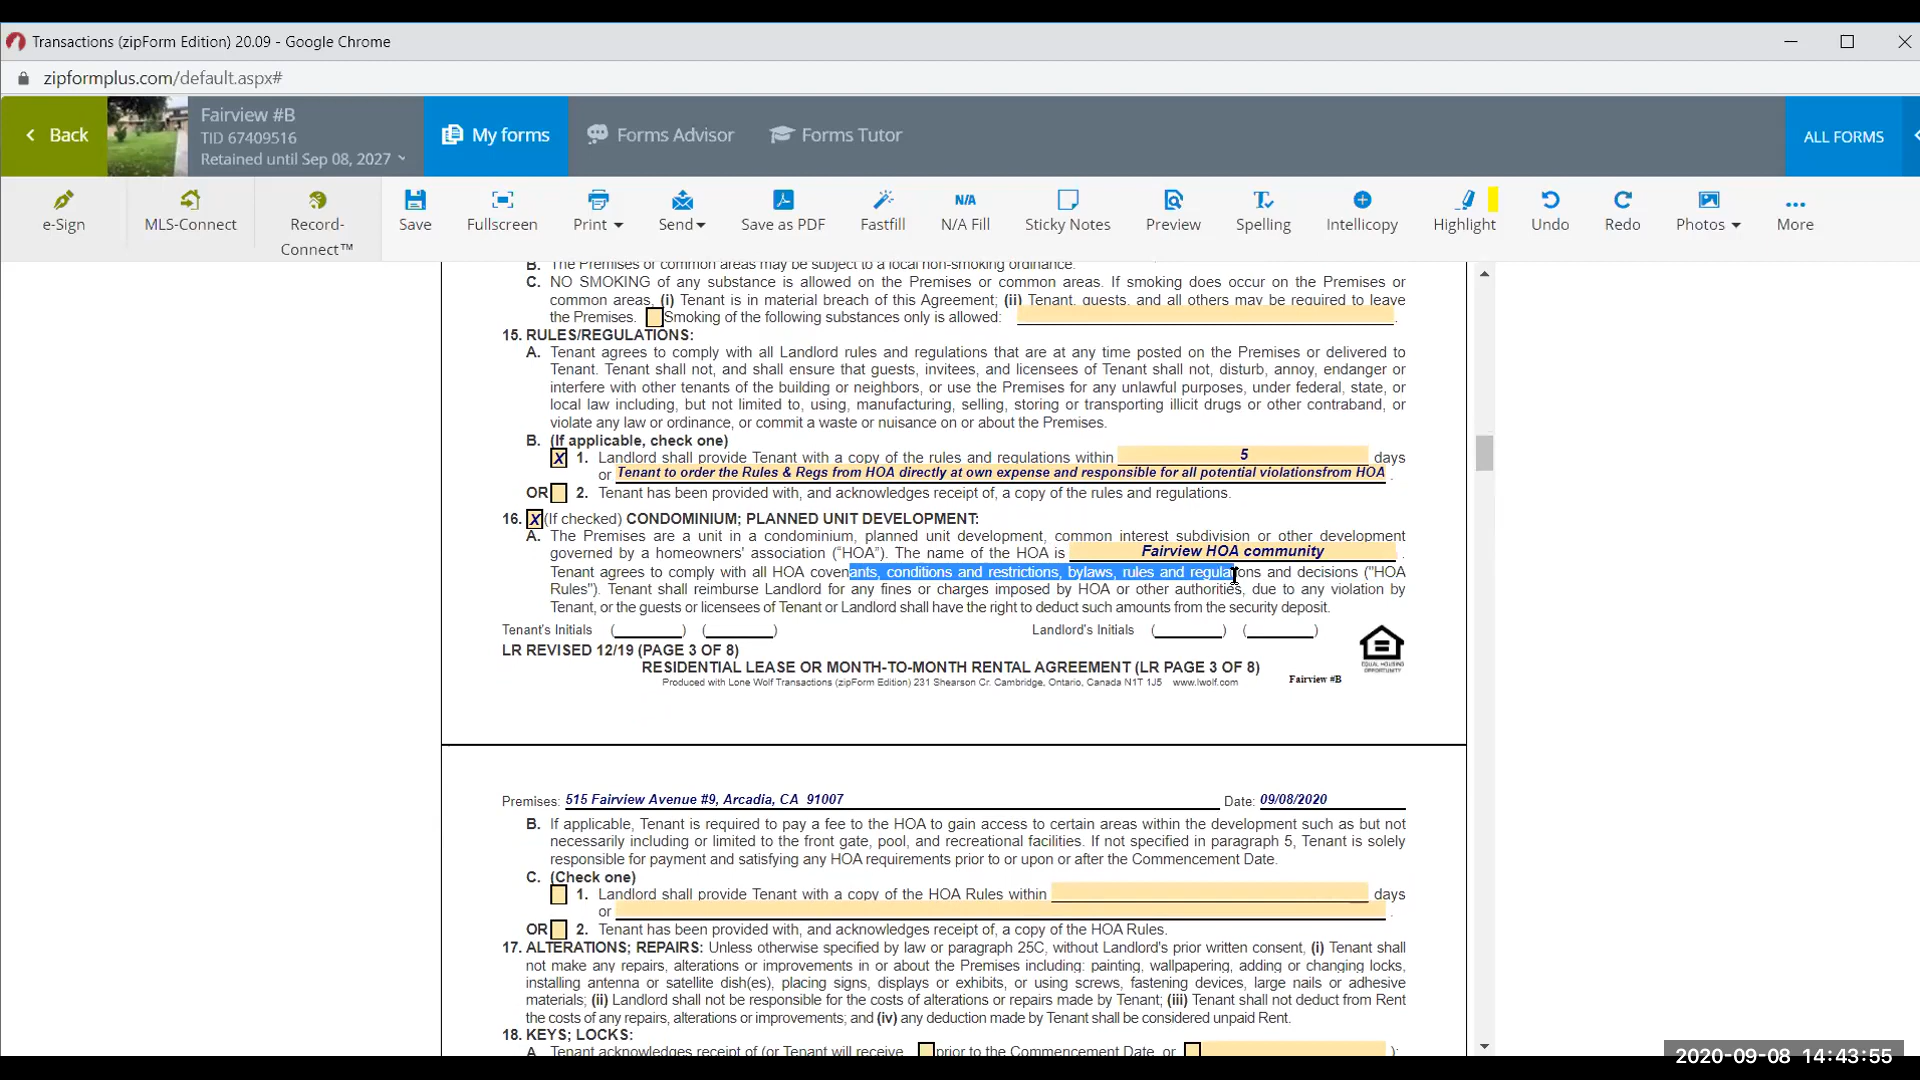 Transactions (zipForm Edition) 20.09 - Google Chrome
zipformplus.com/default.aspx#
Back
Fairview #B
TID 67409516
Retained until Sep 08, 2027
My forms
Forms Advisor
Forms Tutor
ALL FORMS
e-Sign
MLS-Connect
Record-Connect™
Save
Fullscreen
Print
Send
Save as PDF
Fastfill
N/A
N/A Fill
Sticky Notes
Preview
Spelling
Intellicopy
Highlight
Undo
Redo
Photos
More
B. The Premises or common areas may be subject to a local non-smoking ordinance.
C. NO SMOKING of any substance is allowed on the Premises or common areas. If smoking does occur on the Premises or
common areas, (i) Tenant is in material breach of this Agreement; (ii) Tenant, guests, and all others may be required to leave
the Premises. Smoking of the following substances only is allowed: .
15. RULES/REGULATIONS:
A. Tenant agrees to comply with all Landlord rules and regulations that are at any time posted on the Premises or delivered to
Tenant. Tenant shall not, and shall ensure that guests, invitees, and licensees of Tenant shall not, disturb, annoy, endanger or
interfere with other tenants of the building or neighbors, or use the Premises for any unlawful purposes, under federal, state, or
local law including, but not limited to, using, manufacturing, selling, storing or transporting illicit drugs or other contraband, or
violate any law or ordinance, or commit a waste or nuisance on or about the Premises.
B. (If applicable, check one)
X 1. Landlord shall provide Tenant with a copy of the rules and regulations within 5 days
or Tenant to order the Rules & Regs from HOA directly at own expense and responsible for all potential violationsfrom HOA .
OR 2. Tenant has been provided with, and acknowledges receipt of, a copy of the rules and regulations.
16. X (If checked) CONDOMINIUM; PLANNED UNIT DEVELOPMENT:
A. The Premises are a unit in a condominium, planned unit development, common interest subdivision or other development
governed by a homeowners' association ("HOA"). The name of the HOA is Fairview HOA community .
Tenant agrees to comply with all HOA covenants, conditions and restrictions, bylaws, rules and regulations and decisions ("HOA
Rules"). Tenant shall reimburse Landlord for any fines or charges imposed by HOA or other authorities, due to any violation by
Tenant, or the guests or licensees of Tenant or Landlord shall have the right to deduct such amounts from the security deposit.
Tenant's Initials ( ) ( ) Landlord's Initials ( ) ( )
LR REVISED 12/19 (PAGE 3 OF 8)
RESIDENTIAL LEASE OR MONTH-TO-MONTH RENTAL AGREEMENT (LR PAGE 3 OF 8)
Produced with Lone Wolf Transactions (zipForm Edition) 231 Shearson Cr. Cambridge, Ontario, Canada N1T 1J5 www.lwolf.com
Fairview #B
EQUAL HOUSING
OPPORTUNITY
Premises: 515 Fairview Avenue #9, Arcadia, CA 91007 Date: 09/08/2020
B. If applicable, Tenant is required to pay a fee to the HOA to gain access to certain areas within the development such as but not
necessarily including or limited to the front gate, pool, and recreational facilities. If not specified in paragraph 5, Tenant is solely
responsible for payment and satisfying any HOA requirements prior to or upon or after the Commencement Date.
C. (Check one)
1. Landlord shall provide Tenant with a copy of the HOA Rules within days
or .
OR 2. Tenant has been provided with, and acknowledges receipt of, a copy of the HOA Rules.
17. ALTERATIONS; REPAIRS: Unless otherwise specified by law or paragraph 25C, without Landlord's prior written consent, (i) Tenant shall
not make any repairs, alterations or improvements in or about the Premises including: painting, wallpapering, adding or changing locks,
installing antenna or satellite dish(es), placing signs, displays or exhibits, or using screws, fastening devices, large nails or adhesive
materials; (ii) Landlord shall not be responsible for the costs of alterations or repairs made by Tenant; (iii) Tenant shall not deduct from Rent
the costs of any repairs, alterations or improvements; and (iv) any deduction made by Tenant shall be considered unpaid Rent.
18. KEYS; LOCKS:
A. Tenant acknowledges receipt of (or Tenant will receive prior to the Commencement Date, or ):
2020-09-08 14:43:55